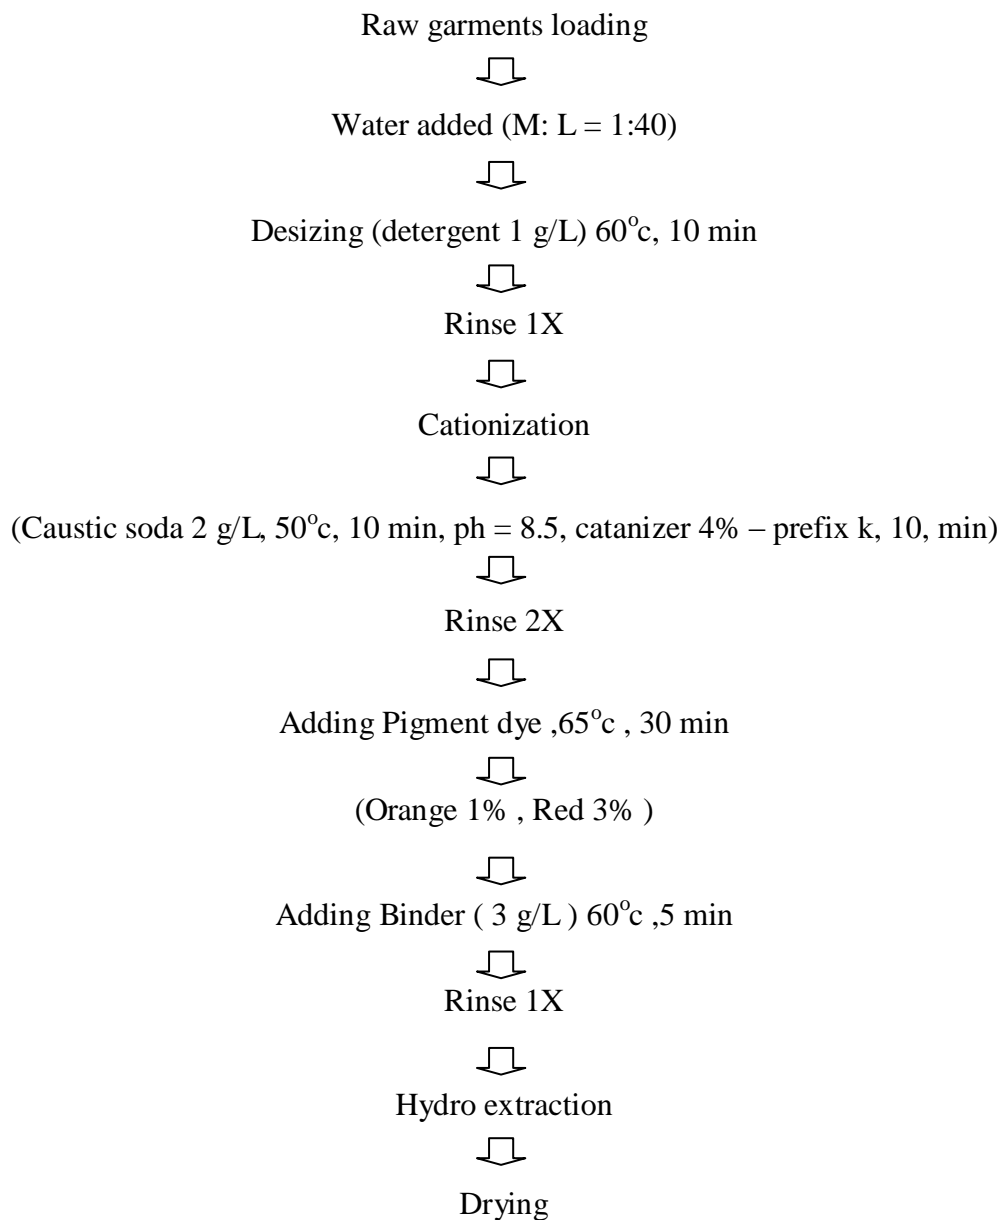 Raw garments loading
Water added (M: L = 1:40)
Desizing (detergent 1 g/L) 60°c, 10 min
Rinse 1X
Cationization
(Caustic soda 2 g/L, 50°c, 10 min, ph = 8.5, catanizer 4% – prefix k, 10, min)
Rinse 2X
Adding Pigment dye ,65°c , 30 min
(Orange 1% , Red 3% )
Adding Binder ( 3 g/L ) 60°c ,5 min
Rinse 1X
Hydro extraction
Drying